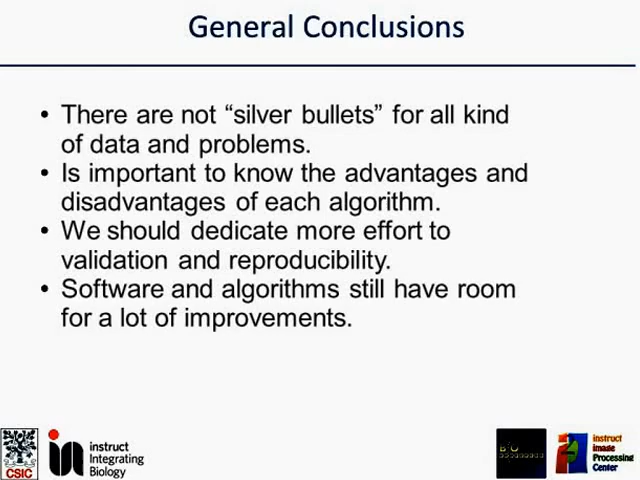 General Conclusions
• There are not “silver bullets” for all kind
of data and problems.
• Is important to know the advantages and
disadvantages of each algorithm.
• We should dedicate more effort to
validation and reproducibility.
• Software and algorithms still have room
for a lot of improvements.
CSIC
instruct
Integrating
Biology
instruct
Image
Processing
Center